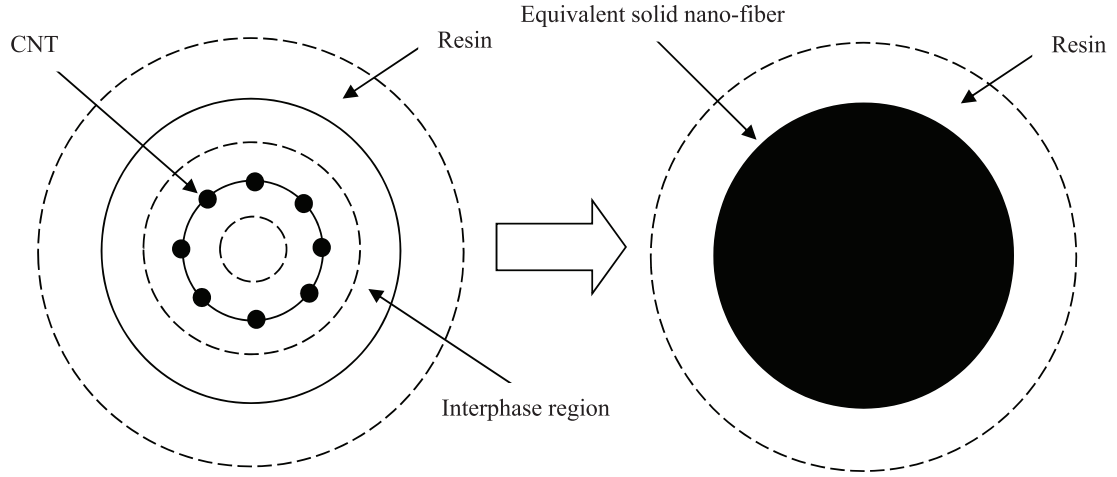 CNT
Resin
Interphase region
Equivalent solid nano-fiber
Resin